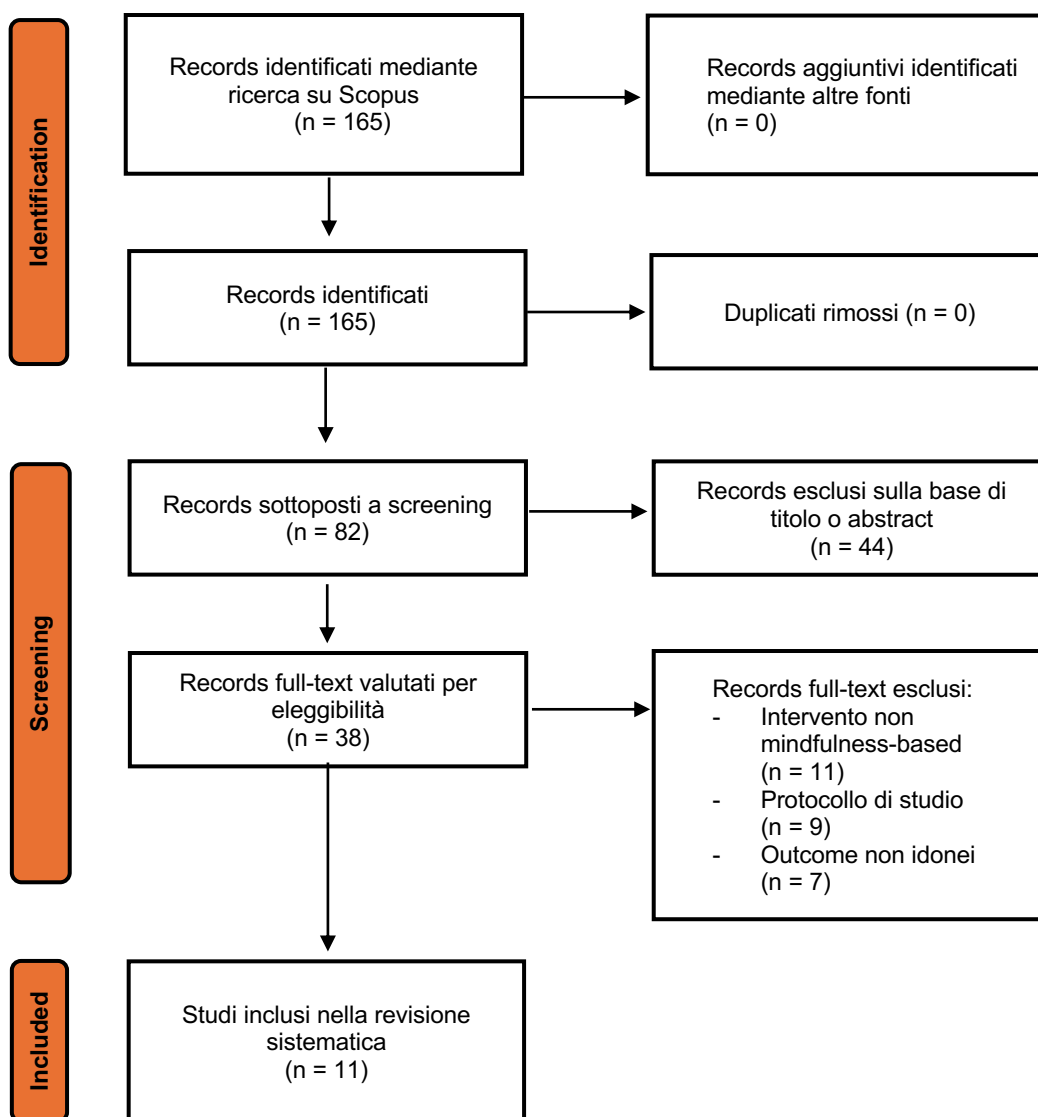 Identification
Records identificati mediante
ricerca su Scopus
(n = 165)
Records aggiuntivi identificati
mediante altre fonti
(n = 0)
Records identificati
(n = 165)
Duplicati rimossi (n = 0)
Screening
Records sottoposti a screening
(n = 82)
Records esclusi sulla base di
titolo o abstract
(n = 44)
Records full-text valutati per
eleggibilità
(n = 38)
Records full-text esclusi:
- Intervento non
mindfulness-based
(n = 11)
- Protocollo di studio
(n = 9)
- Outcome non idonei
(n = 7)
Included
Studi inclusi nella revisione
sistematica
(n = 11)